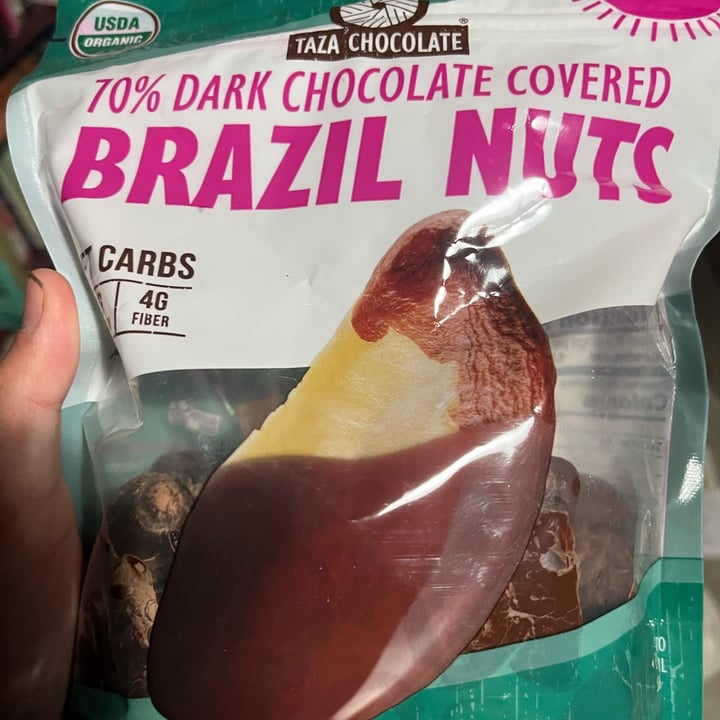 USDA
ORGANIC
TAZA CHOCOLATE®
70% DARK CHOCOLATE COVERED
BRAZIL NUTS
CARBS
4G
FIBER